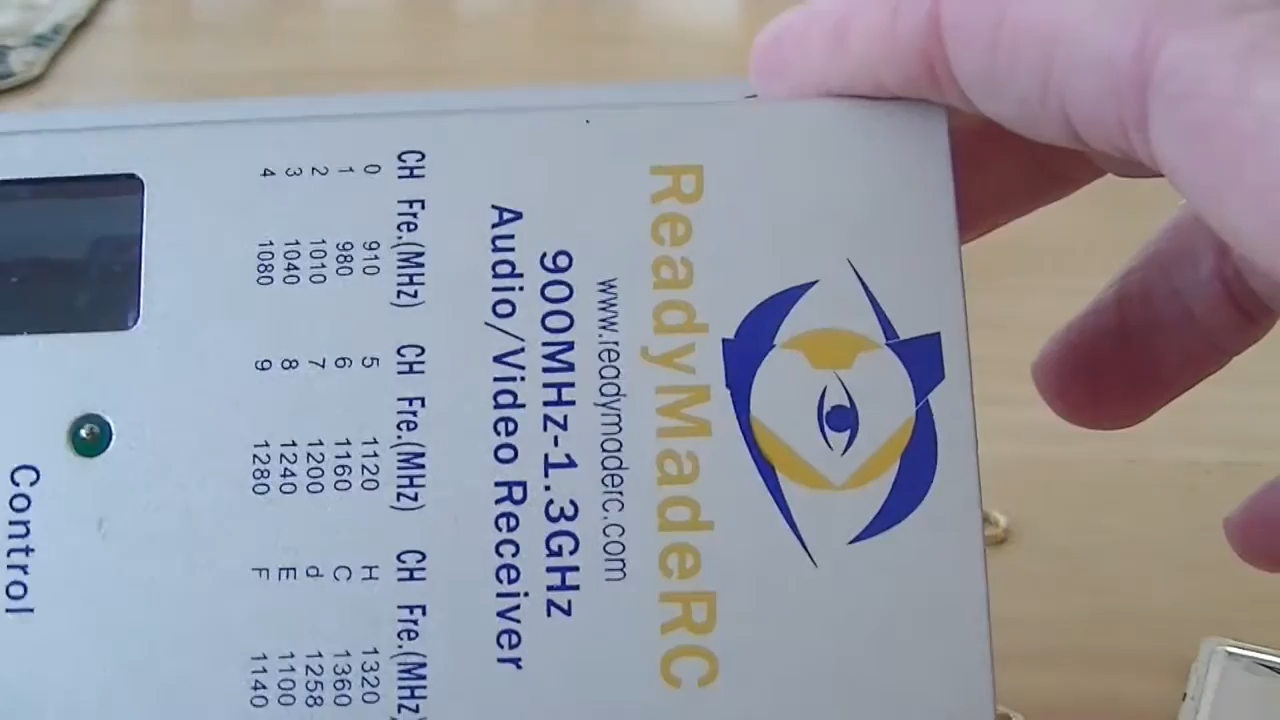 ReadyMadeRC
www.readymaderc.com
900MHz-1.3GHz
Audio/Video Receiver
CH Fre.(MHz) CH Fre.(MHz) CH Fre.(MHz)
0 910 5 1120 H 1320
1 980 6 1160 C 1360
2 1010 7 1200 d 1258
3 1040 8 1240 E 1100
4 1080 9 1280 F 1140
Control